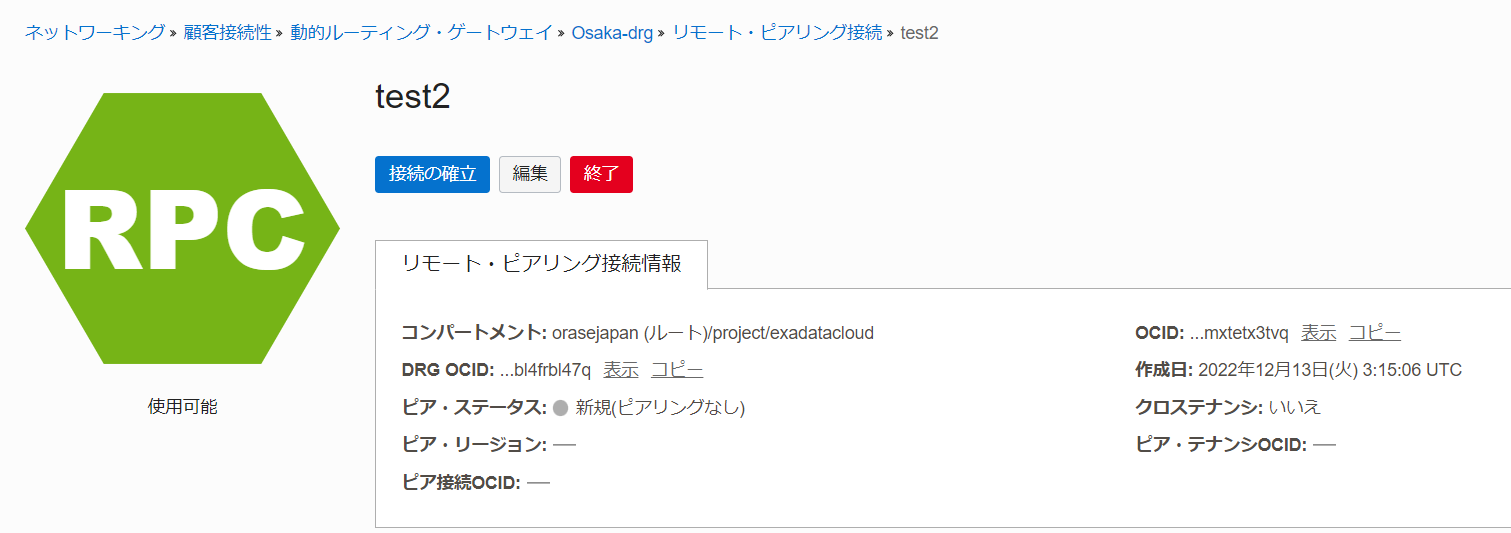 ネットワーキング » 顧客接続性 » 動的ルーティング・ゲートウェイ » Osaka-drg » リモート・ピアリング接続 » test2
test2
接続の確立 編集 終了
RPC
使用可能
リモート・ピアリング接続情報
コンパートメント: orasejapan (ルート)/project/exadatacloud OCID: ...mxtetx3tvq 表示 コピー
DRG OCID: ...bl4frbl47q 表示 コピー 作成日: 2022年12月13日(火) 3:15:06 UTC
ピア・ステータス: 新規(ピアリングなし) クロステナンシ: いいえ
ピア・リージョン: — ピア・テナンシOCID: —
ピア接続OCID: —